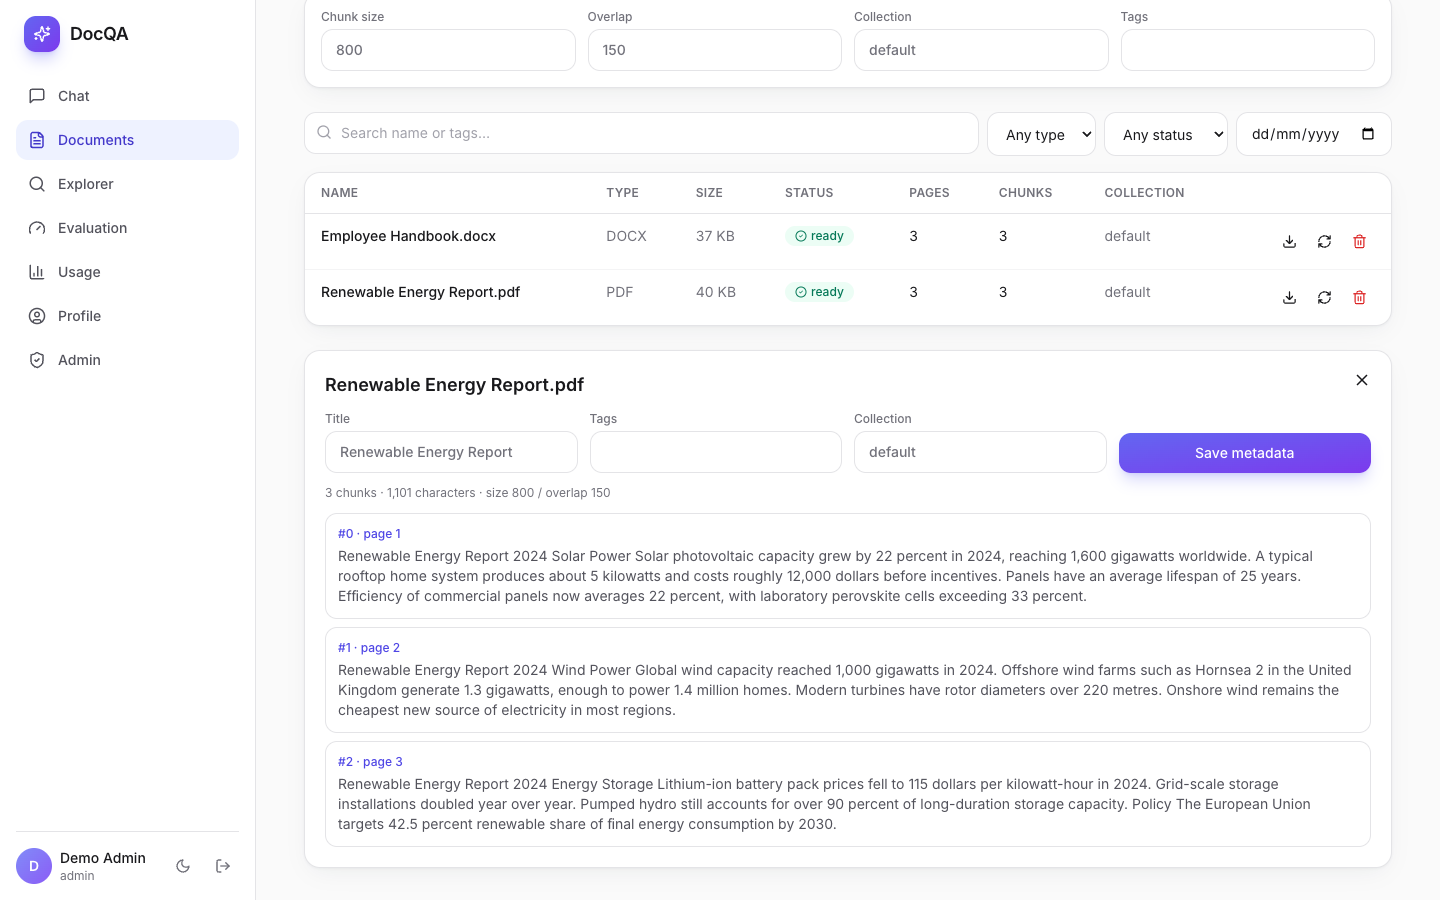 DocQA
Chat
Documents
Explorer
Evaluation
Usage
Profile
Admin
D
Demo Admin
admin
Chunk size
Overlap
Collection
Tags
800
150
default
Search name or tags...
Any type
Any status
dd/mm/yyyy
NAME TYPE SIZE STATUS PAGES CHUNKS COLLECTION
Employee Handbook.docx DOCX 37 KB ready 3 3 default
Renewable Energy Report.pdf PDF 40 KB ready 3 3 default
Renewable Energy Report.pdf
Title
Tags
Collection
Renewable Energy Report
default
Save metadata
3 chunks · 1,101 characters · size 800 / overlap 150
#0 · page 1
Renewable Energy Report 2024 Solar Power Solar photovoltaic capacity grew by 22 percent in 2024, reaching 1,600 gigawatts worldwide. A typical
rooftop home system produces about 5 kilowatts and costs roughly 12,000 dollars before incentives. Panels have an average lifespan of 25 years.
Efficiency of commercial panels now averages 22 percent, with laboratory perovskite cells exceeding 33 percent.
#1 · page 2
Renewable Energy Report 2024 Wind Power Global wind capacity reached 1,000 gigawatts in 2024. Offshore wind farms such as Hornsea 2 in the United
Kingdom generate 1.3 gigawatts, enough to power 1.4 million homes. Modern turbines have rotor diameters over 220 metres. Onshore wind remains the
cheapest new source of electricity in most regions.
#2 · page 3
Renewable Energy Report 2024 Energy Storage Lithium-ion battery pack prices fell to 115 dollars per kilowatt-hour in 2024. Grid-scale storage
installations doubled year over year. Pumped hydro still accounts for over 90 percent of long-duration storage capacity. Policy The European Union
targets 42.5 percent renewable share of final energy consumption by 2030.